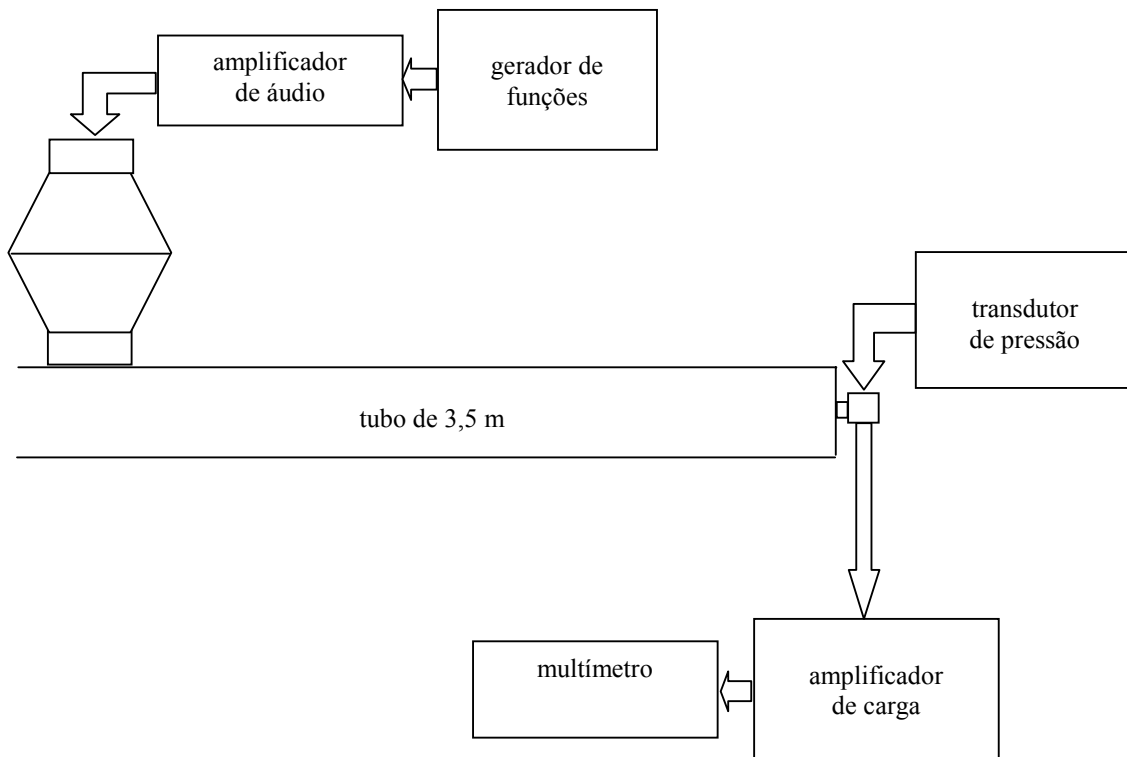 amplificador
de áudio
gerador de
funções
transdutor
de pressão
tubo de 3,5 m
multímetro
amplificador
de carga